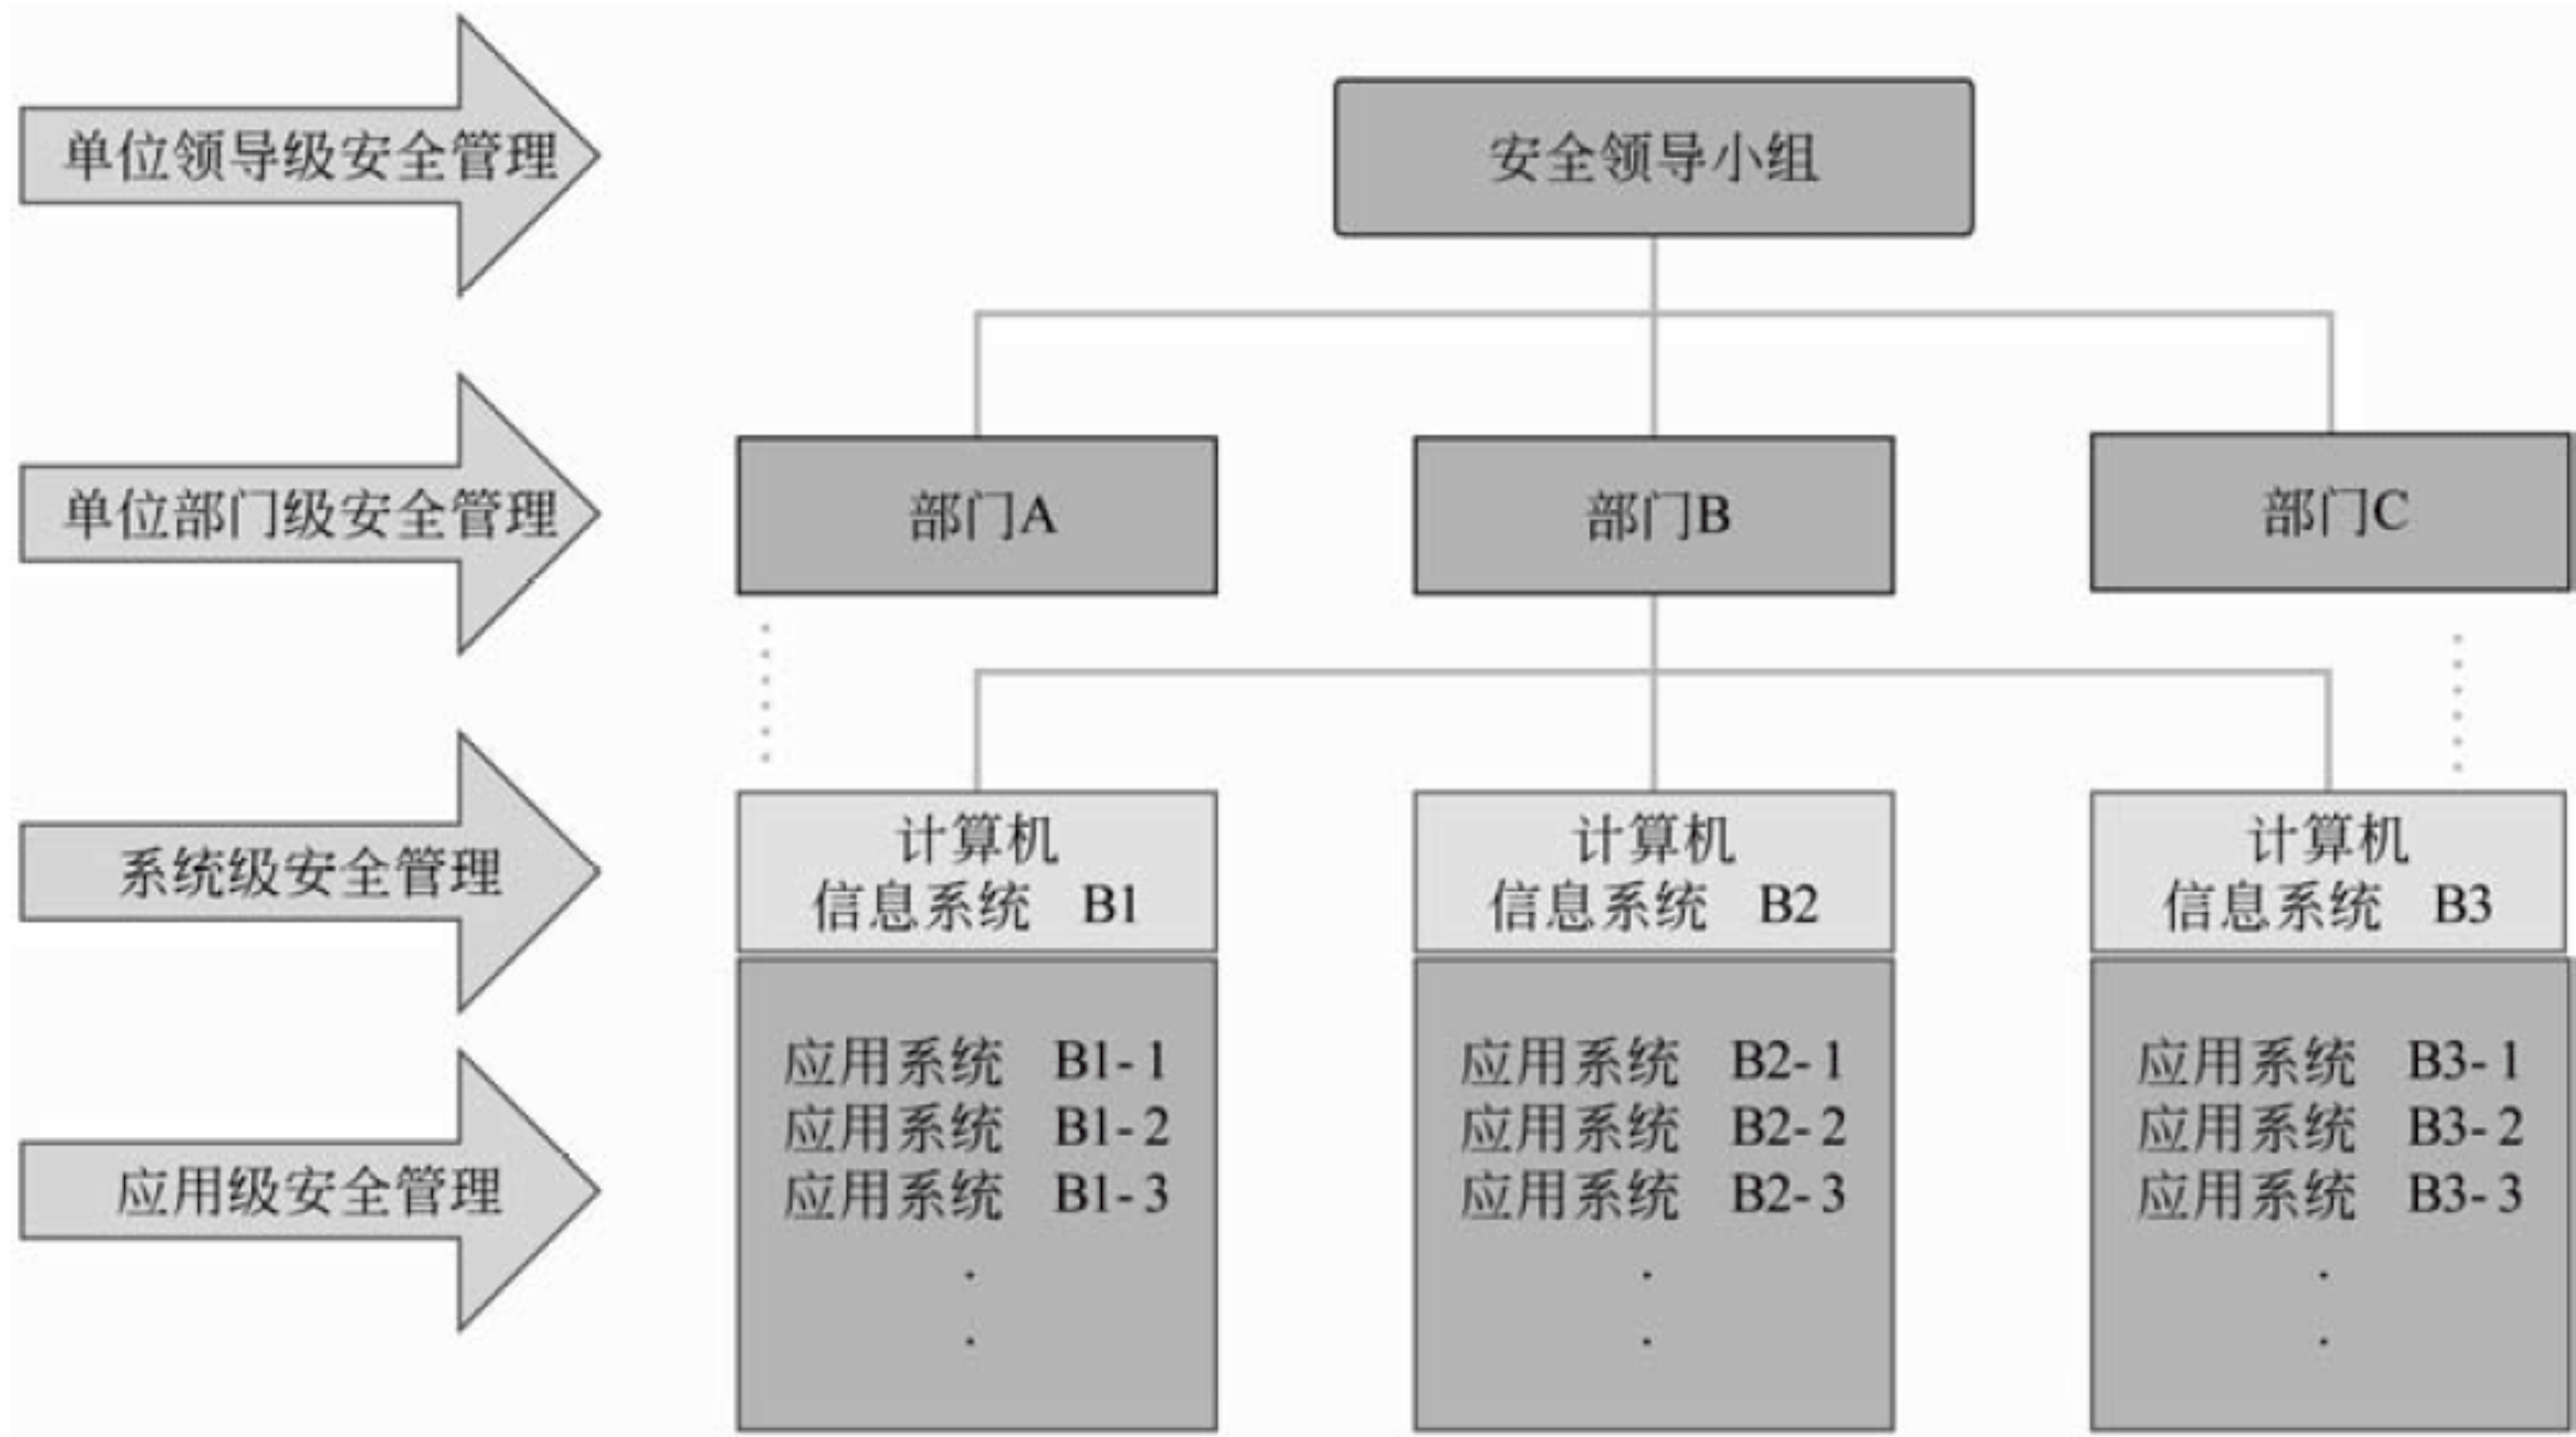 单位领导级安全管理
安全领导小组
单位部门级安全管理
部门A
部门B
部门C
系统级安全管理
计算机
信息系统 B1
计算机
信息系统 B2
计算机
信息系统 B3
应用级安全管理
应用系统 B1-1
应用系统 B1-2
应用系统 B1-3
应用系统 B2-1
应用系统 B2-2
应用系统 B2-3
应用系统 B3-1
应用系统 B3-2
应用系统 B3-3